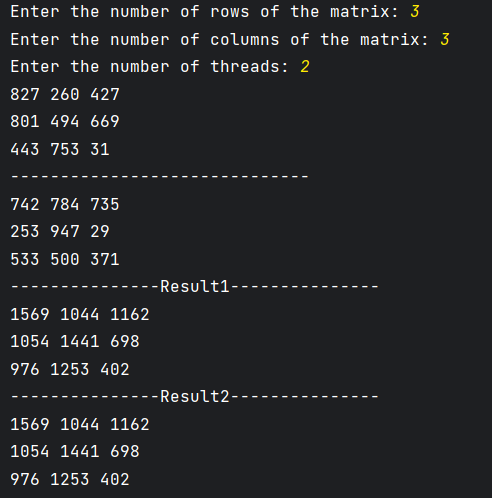 Enter the number of rows of the matrix: 3
Enter the number of columns of the matrix: 3
Enter the number of threads: 2
827 260 427
801 494 669
443 753 31
------------------------------
742 784 735
253 947 29
533 500 371
---------------Result1---------------
1569 1044 1162
1054 1441 698
976 1253 402
---------------Result2---------------
1569 1044 1162
1054 1441 698
976 1253 402